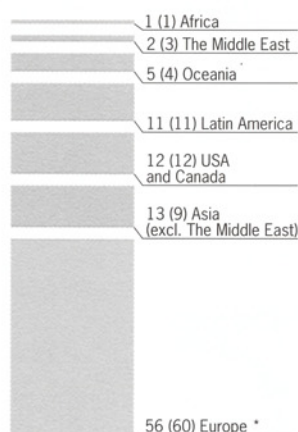 1 (1) Africa
2 (3) The Middle East
5 (4) Oceania
11 (11) Latin America
12 (12) USA
and Canada
13 (9) Asia
(excl. The Middle East)
56 (60) Europe *